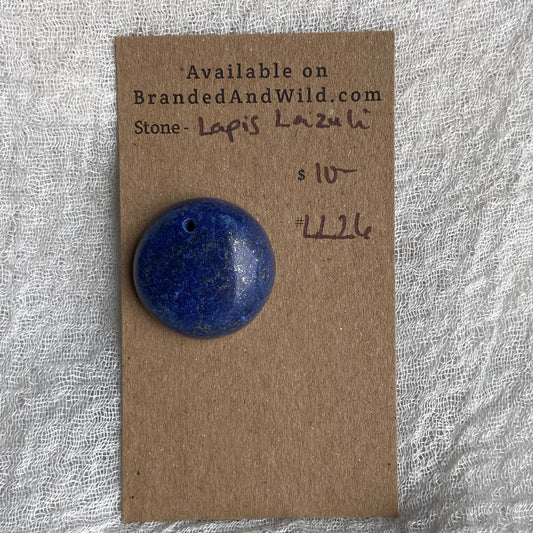 Available on
BrandedAndWild.com
Stone - Lapis Lazuli
$ 10-
#LL26